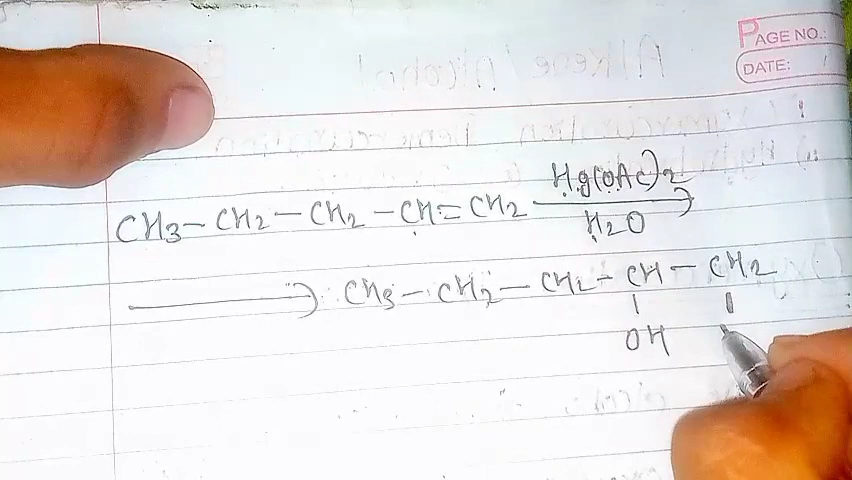 PAGE NO.:
DATE:
CH3-CH2-CH2-CH=CH2 Hg(OAc)2
H2O
CH3-CH2-CH2-CH-CH2
OH